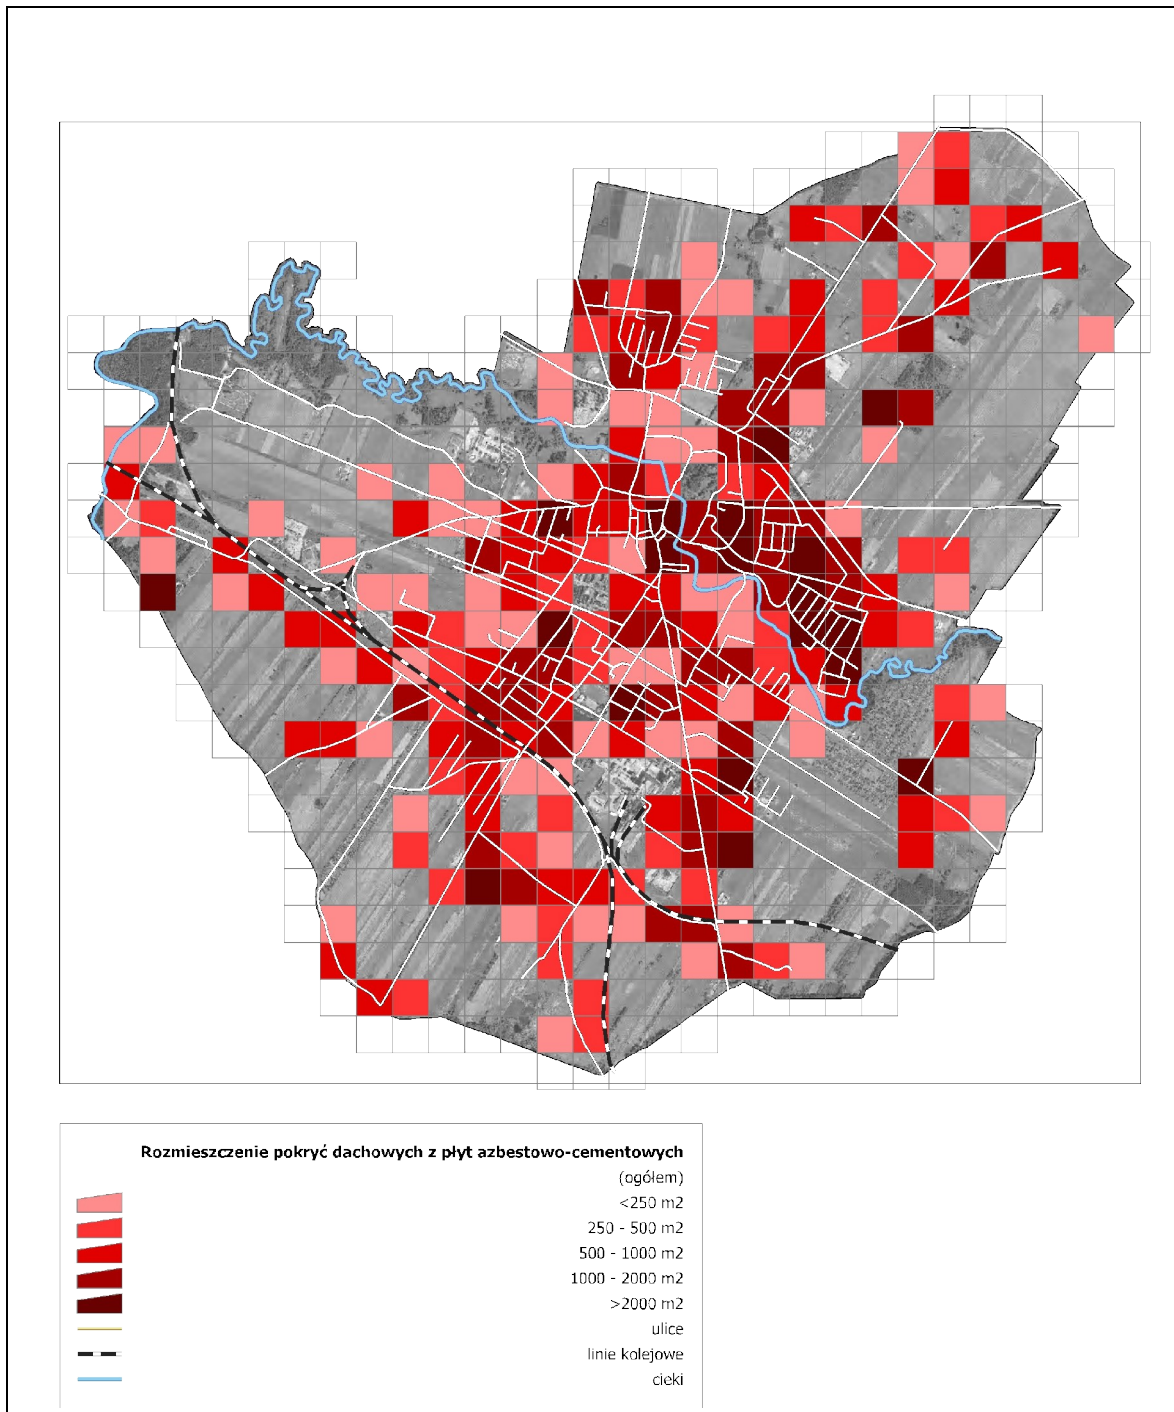 Rozmieszczenie pokryć dachowych z płyt azbestowo-cementowych
(ogółem)
<250 m2
250 - 500 m2
500 - 1000 m2
1000 - 2000 m2
>2000 m2
ulice
linie kolejowe
cieki